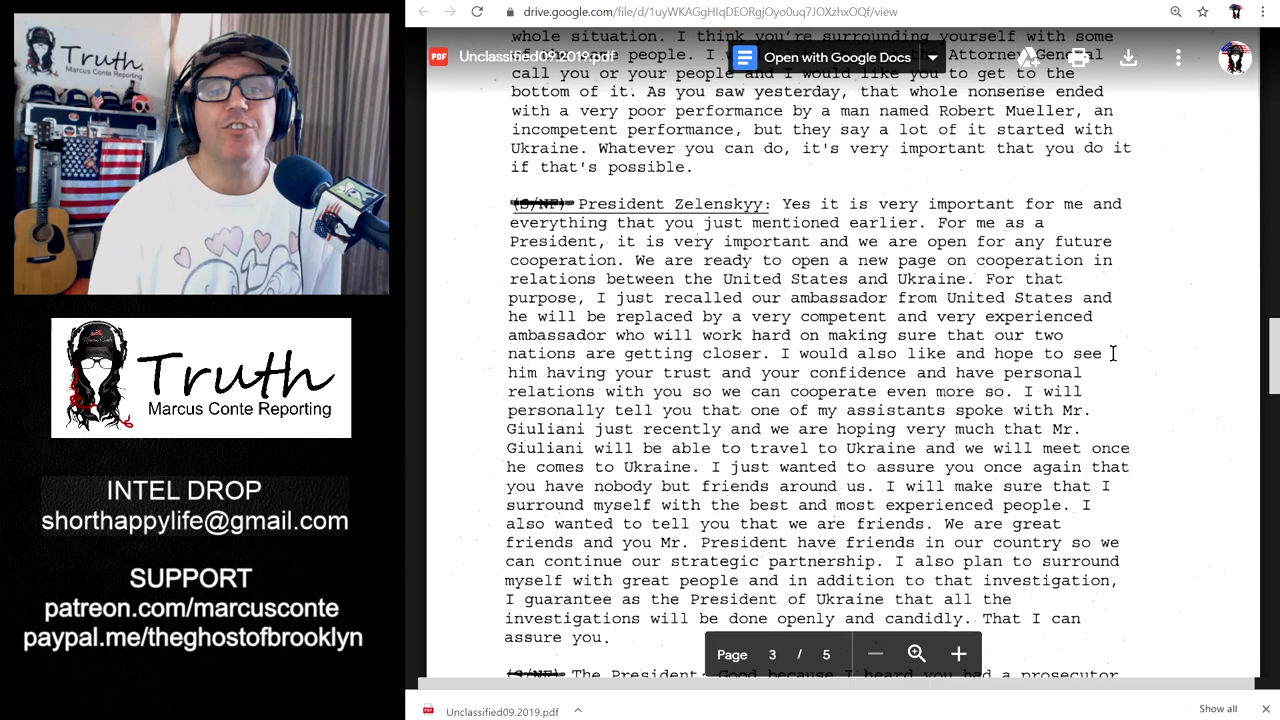 Truth.
MARCUS CONTE REPORTING
Truth
Marcus Conte Reporting
INTEL DROP
shorthappylife@gmail.com
SUPPORT
patreon.com/marcusconte
paypal.me/theghostofbrooklyn
drive.google.com/file/d/1uyWKAGgHIqDEORgjOyo0uq7JOXzhxOQf/view
PDF
Unclassified09.2019.pdf
Open with Google Docs
whole situation. I think you're surrounding yourself with some
people. I the Attorney General
call you or your people and I would like you to get to the
bottom of it. As you saw yesterday, that whole nonsense ended
with a very poor performance by a man named Robert Mueller, an
incompetent performance, but they say a lot of it started with
Ukraine. Whatever you can do, it's very important that you do it
if that's possible.
(S/NF) President Zelenskyy: Yes it is very important for me and
everything that you just mentioned earlier. For me as a
President, it is very important and we are open for any future
cooperation. We are ready to open a new page on cooperation in
relations between the United States and Ukraine. For that
purpose, I just recalled our ambassador from United States and
he will be replaced by a very competent and very experienced
ambassador who will work hard on making sure that our two
nations are getting closer. I would also like and hope to see
him having your trust and your confidence and have personal
relations with you so we can cooperate even more so. I will
personally tell you that one of my assistants spoke with Mr.
Giuliani just recently and we are hoping very much that Mr.
Giuliani will be able to travel to Ukraine and we will meet once
he comes to Ukraine. I just wanted to assure you once again that
you have nobody but friends around us. I will make sure that I
surround myself with the best and most experienced people. I
also wanted to tell you that we are friends. We are great
friends and you Mr. President have friends in our country so we
can continue our strategic partnership. I also plan to surround
myself with great people and in addition to that investigation,
I guarantee as the President of Ukraine that all the
investigations will be done openly and candidly. That I can
assure you.
(S/NF) The President: Good because I heard you had a prosecutor
Page 3 / 5
Unclassified09.2019.pdf
Show all